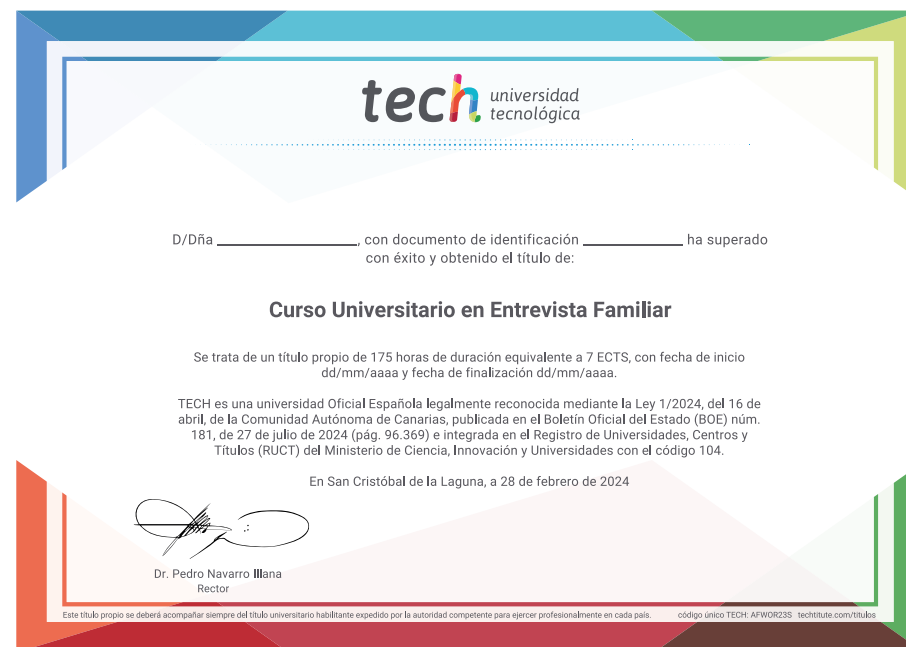 tech universidad
tecnológica
D/Dña ____________________, con documento de identificación ______________ ha superado
con éxito y obtenido el título de:
Curso Universitario en Entrevista Familiar
Se trata de un título propio de 175 horas de duración equivalente a 7 ECTS, con fecha de inicio
dd/mm/aaaa y fecha de finalización dd/mm/aaaa.
TECH es una universidad Oficial Española legalmente reconocida mediante la Ley 1/2024, del 16 de
abril, de la Comunidad Autónoma de Canarias, publicada en el Boletín Oficial del Estado (BOE) núm.
181, de 27 de julio de 2024 (pág. 96.369) e integrada en el Registro de Universidades, Centros y
Títulos (RUCT) del Ministerio de Ciencia, Innovación y Universidades con el código 104.
En San Cristóbal de la Laguna, a 28 de febrero de 2024
Dr. Pedro Navarro Illana
Rector
Este título propio se deberá acompañar siempre del título universitario habilitante expedido por la autoridad competente para ejercer profesionalmente en cada país. código único TECH: AFWOR23S techtitute.com/titulos